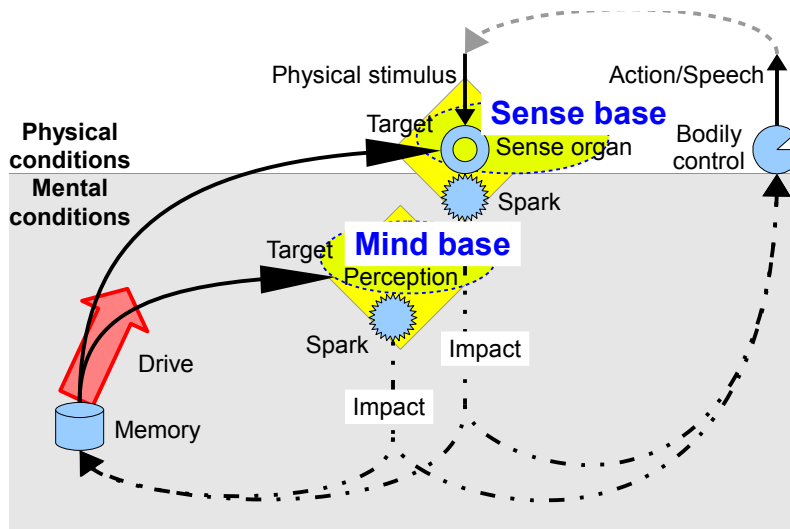 Physical stimulus
Action/Speech
Sense base
Target
Sense organ
Bodily
control
Physical
conditions
Mental
conditions
Spark
Mind base
Target
Perception
Spark
Impact
Drive
Impact
Memory